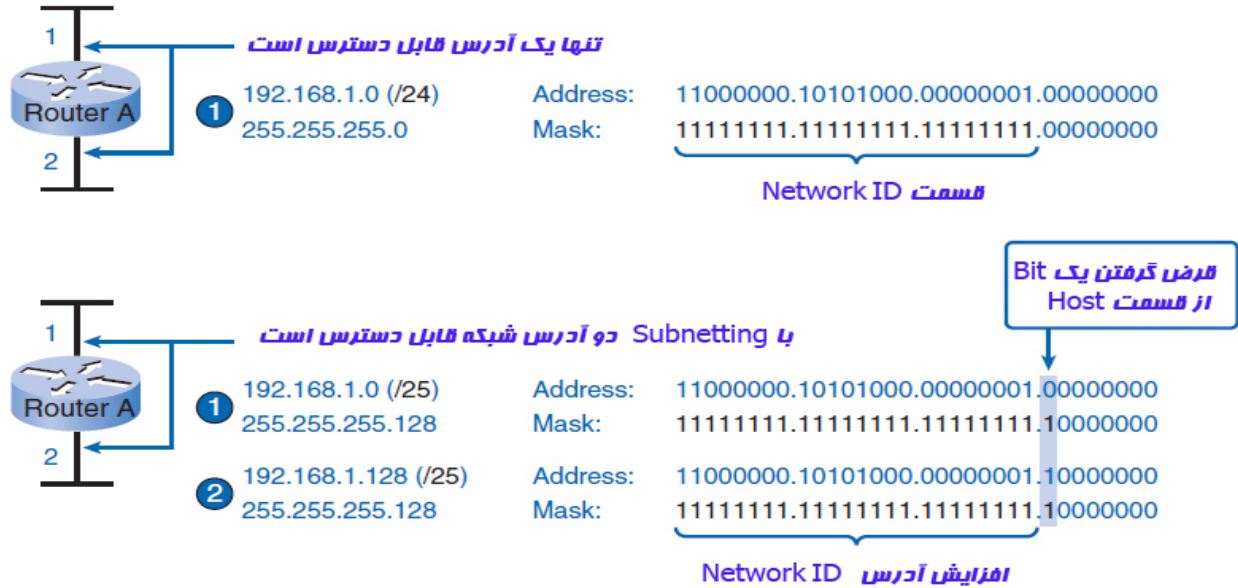 1
تنها یک آدرس قابل دسترس است
Router A
2
1
192.168.1.0 (/24) Address: 11000000.10101000.00000001.00000000
255.255.255.0 Mask: 11111111.11111111.11111111.00000000
قسمت Network ID
قرض گرفتن یک Bit
از قسمت Host
1
با Subnetting دو آدرس شبکه قابل دسترس است
Router A
2
1
192.168.1.0 (/25) Address: 11000000.10101000.00000001.00000000
255.255.255.128 Mask: 11111111.11111111.11111111.10000000
2
192.168.1.128 (/25) Address: 11000000.10101000.00000001.10000000
255.255.255.128 Mask: 11111111.11111111.11111111.10000000
افزایش آدرس Network ID